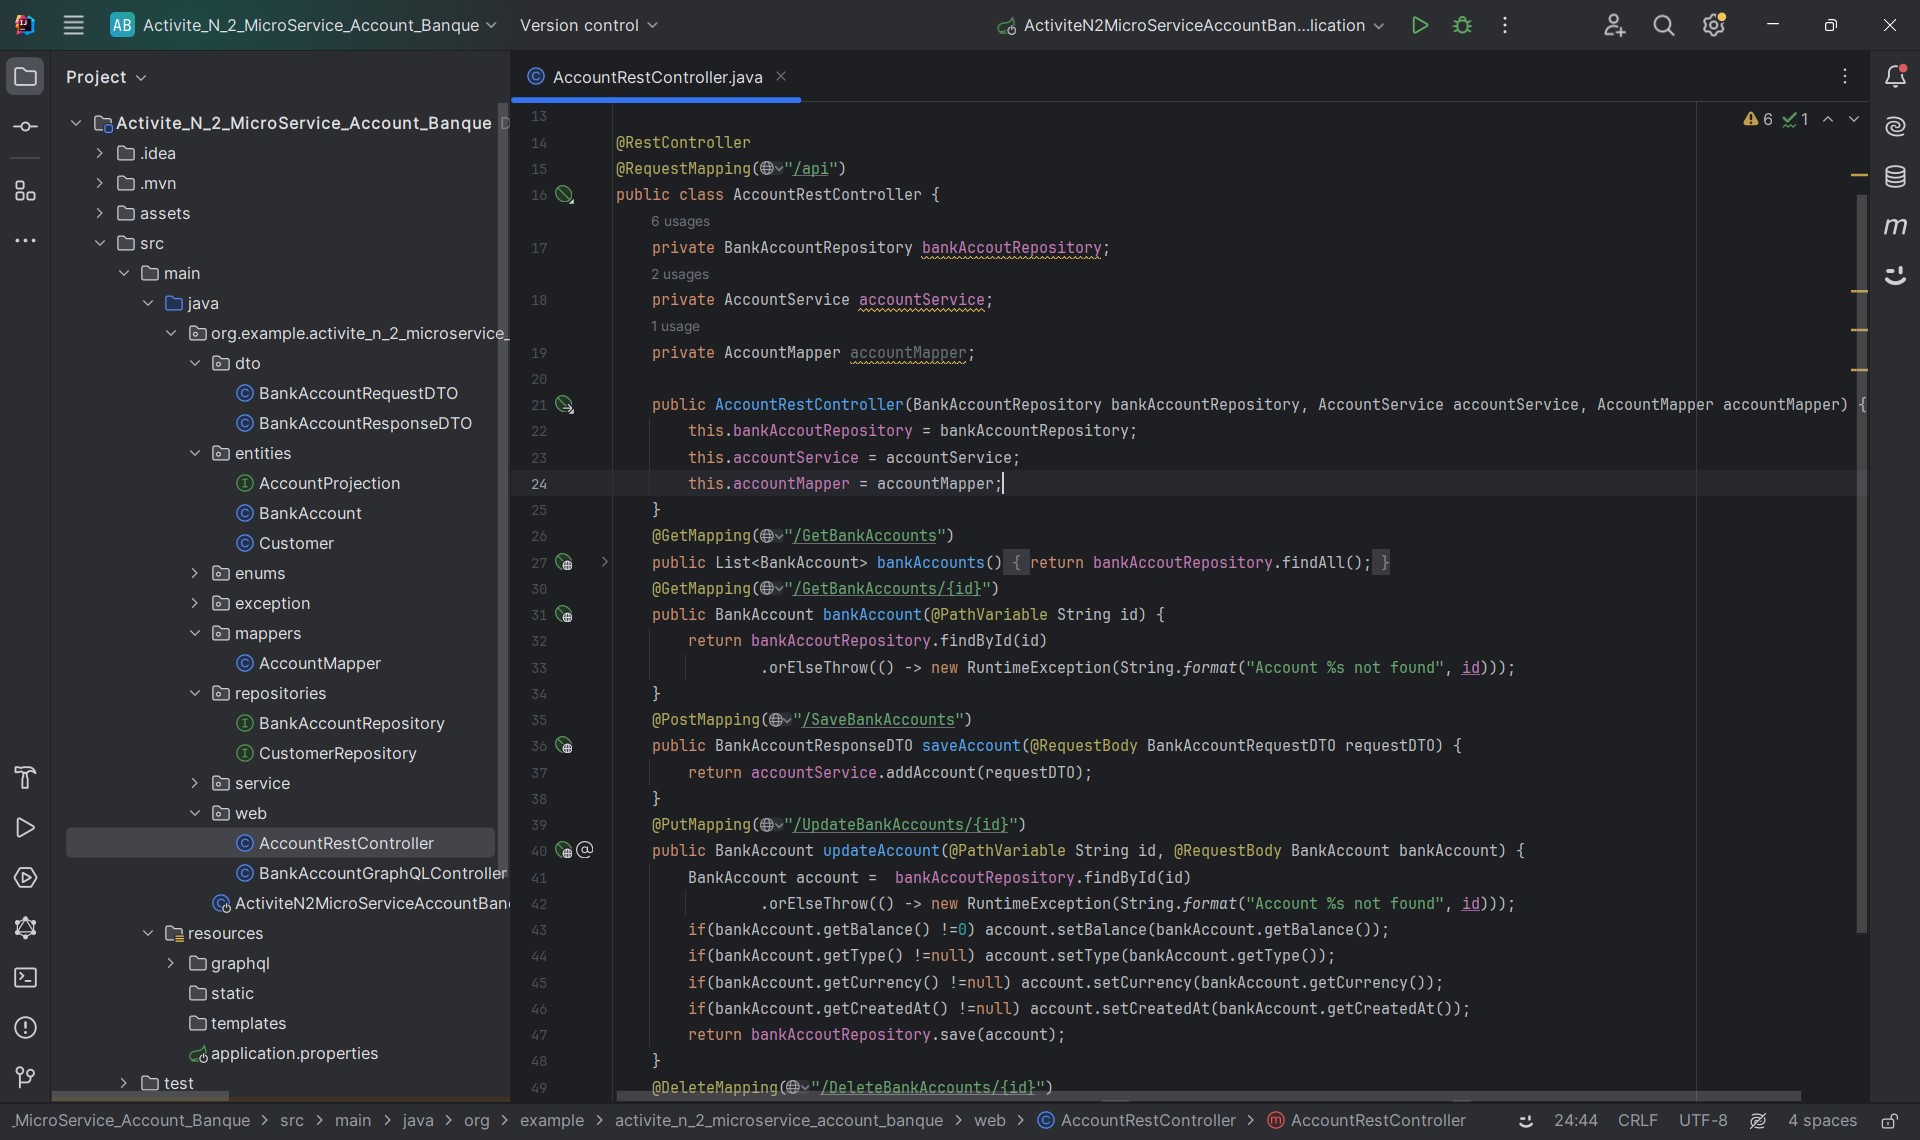 AB Activite_N_2_MicroService_Account_Banque Version control ActiviteN2MicroServiceAccountBan...lication
Project
AccountRestController.java
Activite_N_2_MicroService_Account_Banque D
.idea
.mvn
assets
src
main
java
org.example.activite_n_2_microservice_
dto
BankAccountRequestDTO
BankAccountResponseDTO
entities
AccountProjection
BankAccount
Customer
enums
exception
mappers
AccountMapper
repositories
BankAccountRepository
CustomerRepository
service
web
AccountRestController
BankAccountGraphQLController
ActiviteN2MicroServiceAccountBan
resources
graphql
static
templates
application.properties
test
6 1
13
14 @RestController
15 @RequestMapping("/api")
16 public class AccountRestController {
6 usages
17 private BankAccountRepository bankAccoutRepository;
2 usages
18 private AccountService accountService;
1 usage
19 private AccountMapper accountMapper;
20
21 public AccountRestController(BankAccountRepository bankAccountRepository, AccountService accountService, AccountMapper accountMapper) {
22 this.bankAccoutRepository = bankAccountRepository;
23 this.accountService = accountService;
24 this.accountMapper = accountMapper;
25 }
26 @GetMapping("/GetBankAccounts")
27 public List<BankAccount> bankAccounts() { return bankAccoutRepository.findAll(); }
30 @GetMapping("/GetBankAccounts/{id}")
31 public BankAccount bankAccount(@PathVariable String id) {
32 return bankAccoutRepository.findById(id)
33 .orElseThrow(() -> new RuntimeException(String.format("Account %s not found", id)));
34 }
35 @PostMapping("/SaveBankAccounts")
36 public BankAccountResponseDTO saveAccount(@RequestBody BankAccountRequestDTO requestDTO) {
37 return accountService.addAccount(requestDTO);
38 }
39 @PutMapping("/UpdateBankAccounts/{id}")
40 @ public BankAccount updateAccount(@PathVariable String id, @RequestBody BankAccount bankAccount) {
41 BankAccount account =  bankAccoutRepository.findById(id)
42 .orElseThrow(() -> new RuntimeException(String.format("Account %s not found", id)));
43 if(bankAccount.getBalance() !=0) account.setBalance(bankAccount.getBalance());
44 if(bankAccount.getType() !=null) account.setType(bankAccount.getType());
45 if(bankAccount.getCurrency() !=null) account.setCurrency(bankAccount.getCurrency());
46 if(bankAccount.getCreatedAt() !=null) account.setCreatedAt(bankAccount.getCreatedAt());
47 return bankAccoutRepository.save(account);
48 }
49 @DeleteMapping("/DeleteBankAccounts/{id}")
_MicroService_Account_Banque > src > main > java > org > example > activite_n_2_microservice_account_banque > web > AccountRestController > AccountRestController 24:44 CRLF UTF-8 4 spaces